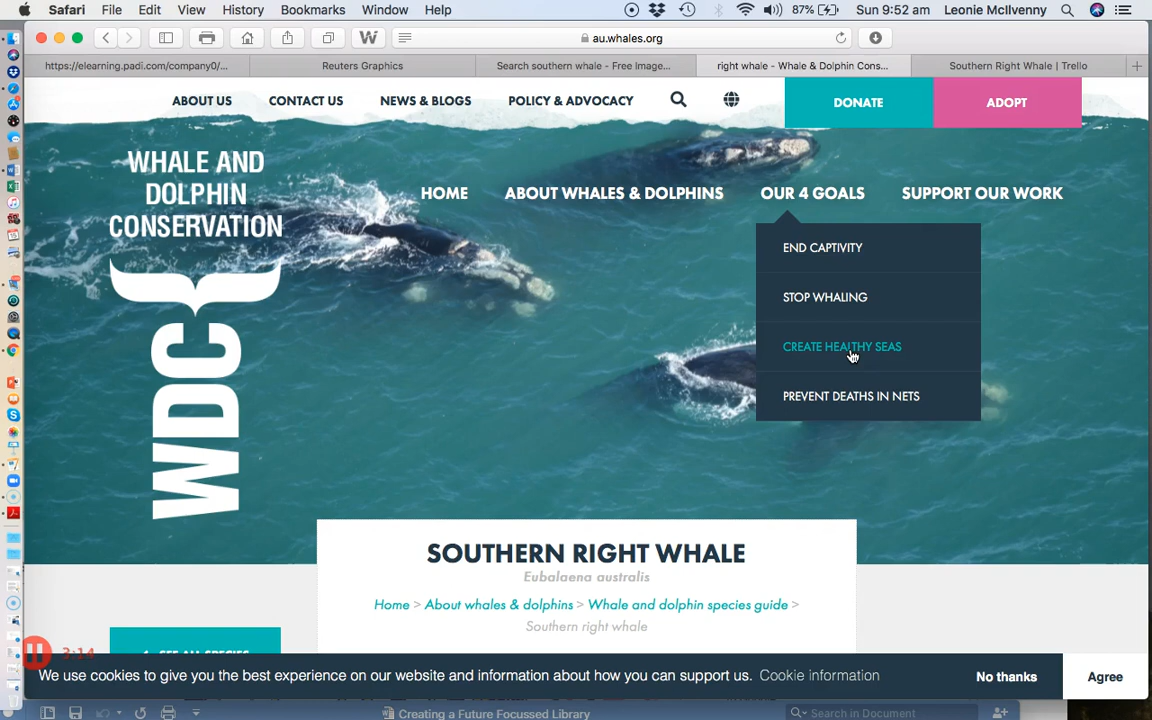 Safari File Edit View History Bookmarks Window Help 87% Sun 9:52 am Leonie McIlvenny
W au.whales.org
https://elearning.padi.com/company0/... Reuters Graphics Search southern whale - Free Image... right whale - Whale & Dolphin Cons... Southern Right Whale | Trello
ABOUT US CONTACT US NEWS & BLOGS POLICY & ADVOCACY DONATE ADOPT
WHALE AND
DOLPHIN
CONSERVATION
WDC
HOME ABOUT WHALES & DOLPHINS OUR 4 GOALS SUPPORT OUR WORK
END CAPTIVITY
STOP WHALING
CREATE HEALTHY SEAS
PREVENT DEATHS IN NETS
SOUTHERN RIGHT WHALE
Eubalaena australis
Home > About whales & dolphins > Whale and dolphin species guide >
Southern right whale
We use cookies to give you the best experience on our website and information about how you can support us. Cookie information No thanks Agree
Creating a Future Focussed Library Search in Document